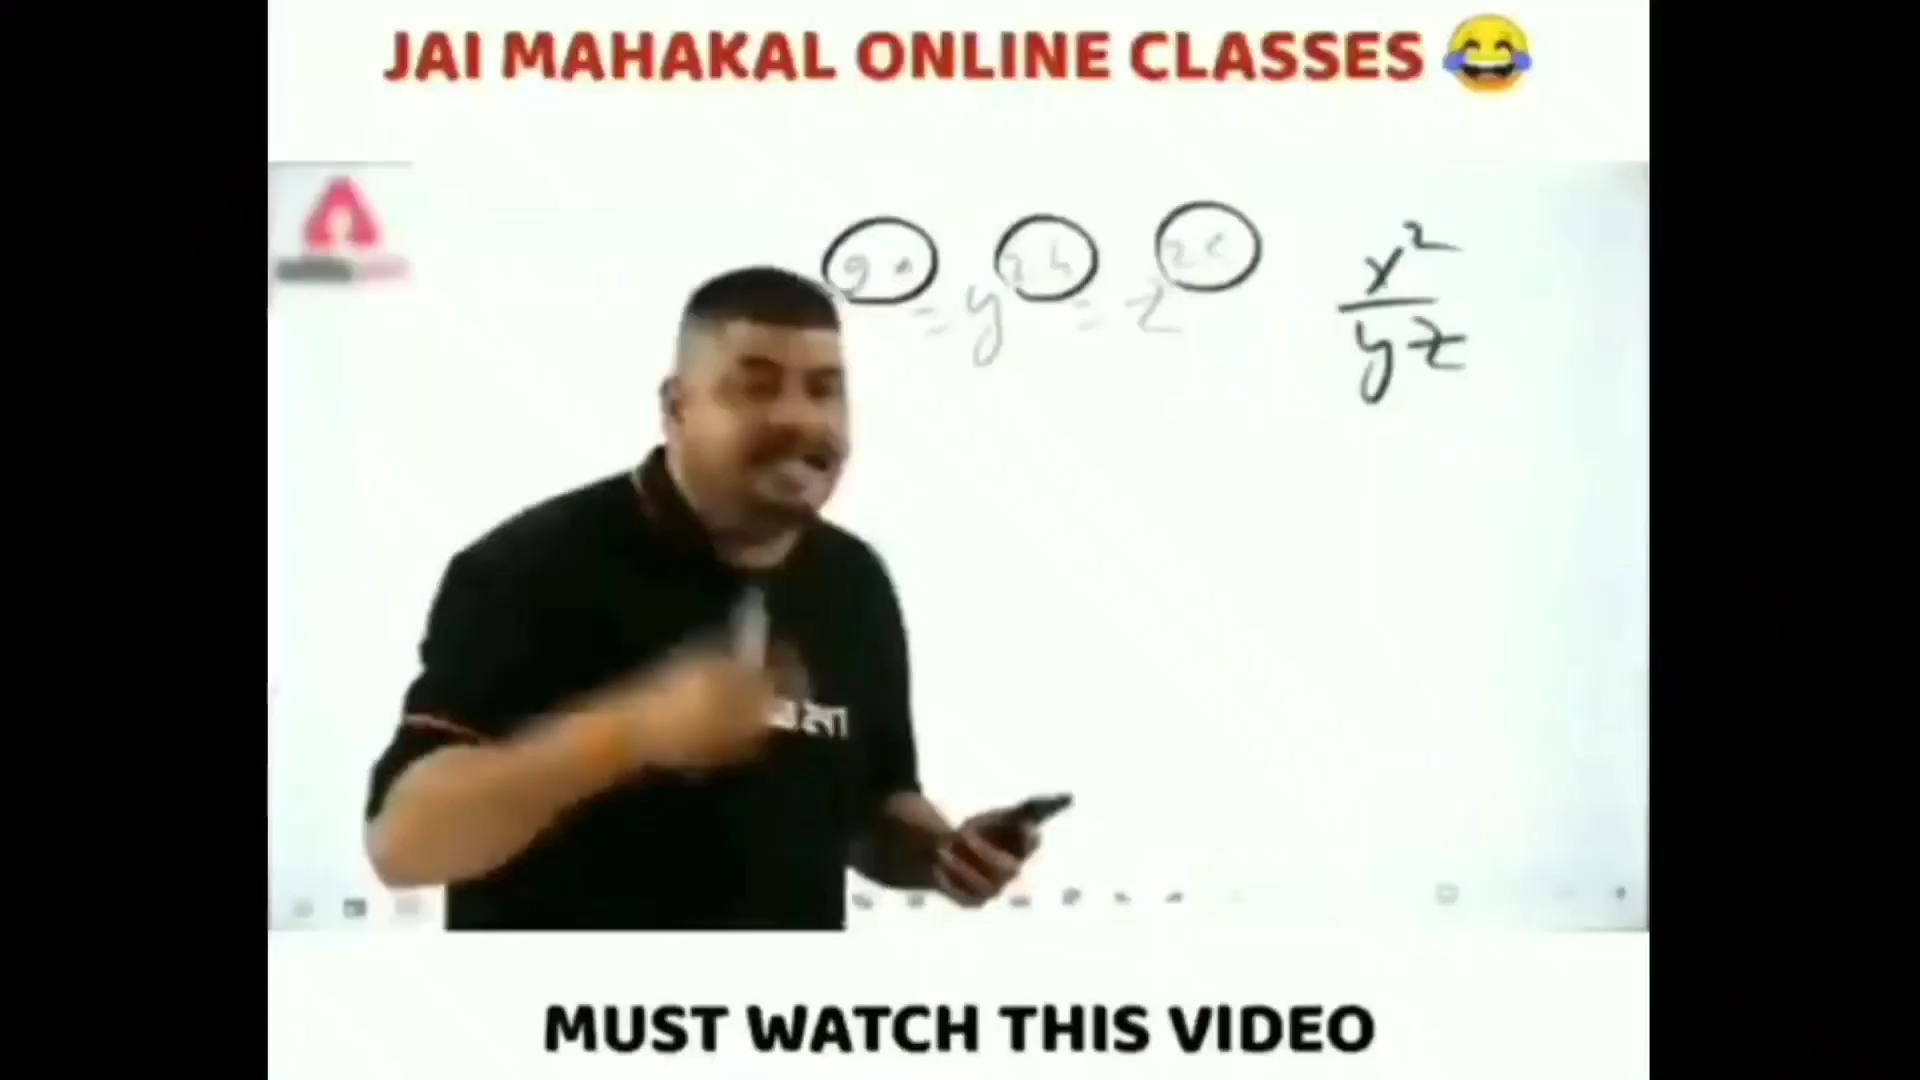 JAI MAHAKAL ONLINE CLASSES 😂
= y = z
x²
yz
MUST WATCH THIS VIDEO